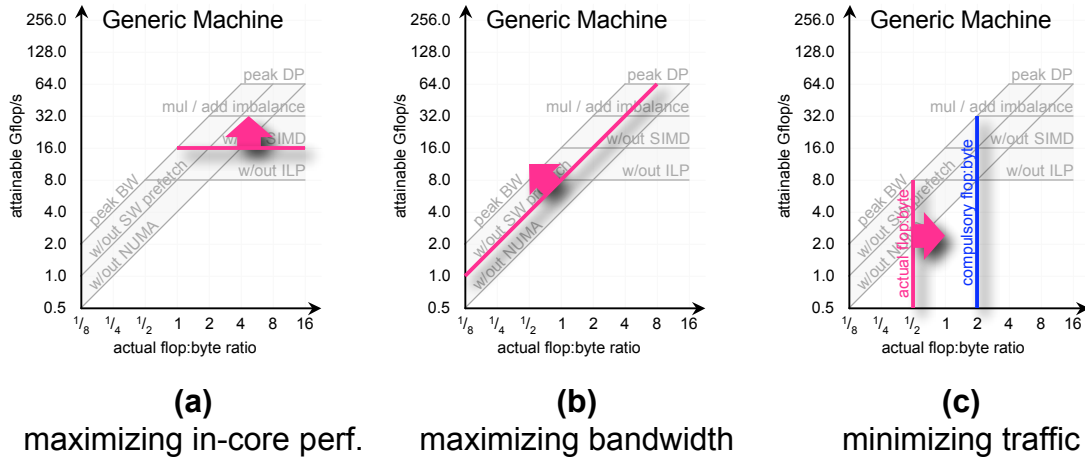 Generic Machine
256.0
128.0
64.0
32.0
16.0
8.0
4.0
2.0
1.0
0.5
attainable Gflop/s
peak DP
mul / add imbalance
w/out SIMD
w/out ILP
peak BW
w/out SW prefetch
w/out NUMA
1/8 1/4 1/2 1 2 4 8 16
actual flop:byte ratio
(a)
maximizing in-core perf.
Generic Machine
256.0
128.0
64.0
32.0
16.0
8.0
4.0
2.0
1.0
0.5
attainable Gflop/s
peak DP
mul / add imbalance
w/out SIMD
w/out ILP
peak BW
w/out SW prefetch
w/out NUMA
1/8 1/4 1/2 1 2 4 8 16
actual flop:byte ratio
(b)
maximizing bandwidth
Generic Machine
256.0
128.0
64.0
32.0
16.0
8.0
4.0
2.0
1.0
0.5
attainable Gflop/s
peak DP
mul / add imbalance
w/out SIMD
w/out ILP
peak BW
w/out SW prefetch
w/out NUMA
actual flop:byte
compulsory flop:byte
1/8 1/4 1/2 1 2 4 8 16
actual flop:byte ratio
(c)
minimizing traffic